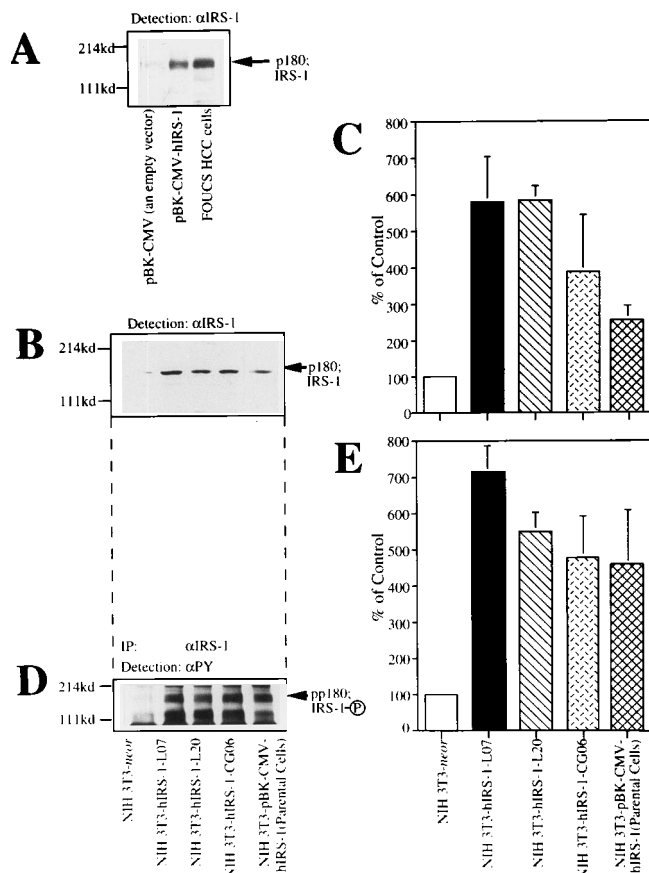 A
Detection: αIRS-1
214kd
111kd
p180;
IRS-1
pBK-CMV (an empty vector)
pBK-CMV-hIRS-1
FOUCS HCC cells
B
Detection: αIRS-1
214kd
111kd
p180;
IRS-1
C
% of Control
800
700
600
500
400
300
200
100
0
D
IP: αIRS-1
Detection: αPY
214kd
111kd
pp180;
IRS-1-P
NIH 3T3-neor
NIH 3T3-hIRS-1-L07
NIH 3T3-hIRS-1-L20
NIH 3T3-hIRS-1-CG06
NIH 3T3-pBK-CMV-
hIRS-1(Parental Cells)
E
% of Control
800
700
600
500
400
300
200
100
0
NIH 3T3-neor
NIH 3T3-hIRS-1-L07
NIH 3T3-hIRS-1-L20
NIH 3T3-hIRS-1-CG06
NIH 3T3-pBK-CMV-
hIRS-1(Parental Cells)